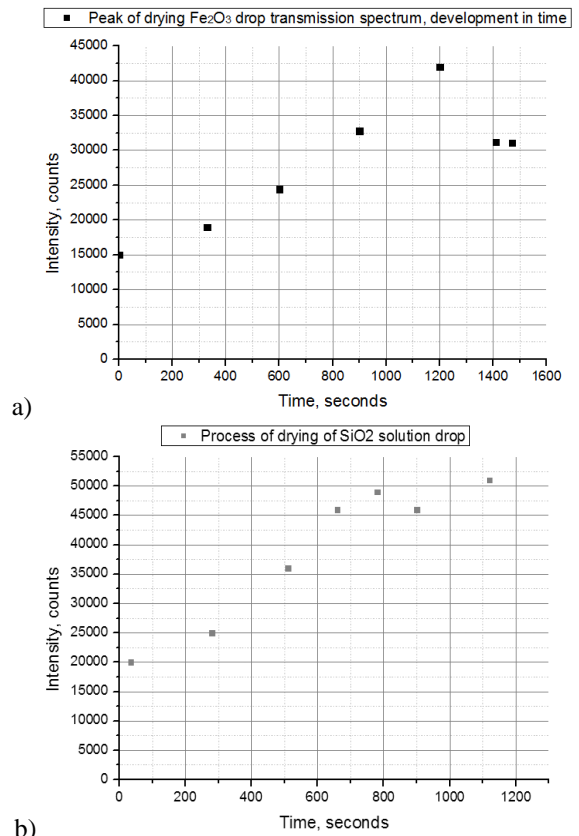 Peak of drying Fe₂O₃ drop transmission spectrum, development in time
45000
40000
35000
30000
25000
20000
15000
10000
5000
0
Intensity, counts
0 200 400 600 800 1000 1200 1400 1600
Time, seconds
a)
Process of drying of SiO2 solution drop
55000
50000
45000
40000
35000
30000
25000
20000
15000
10000
5000
0
Intensity, counts
0 200 400 600 800 1000 1200
Time, seconds
b)